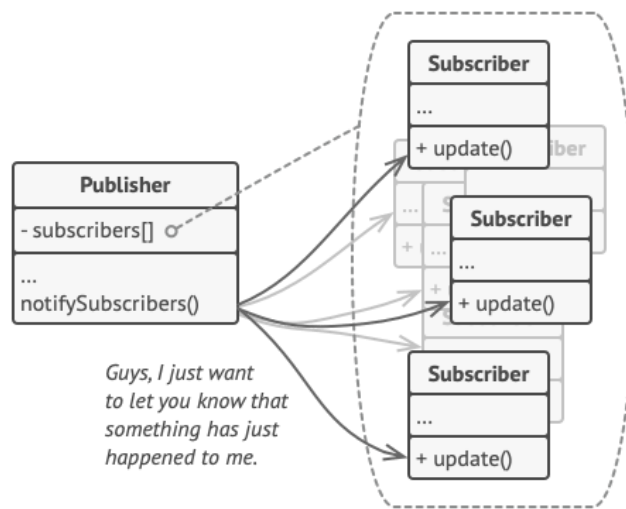 Publisher
- subscribers[]
...
notifySubscribers()
Guys, I just want
to let you know that
something has just
happened to me.
Subscriber
...
+ update()
Subscriber
...
+ update()
Subscriber
...
+ update()